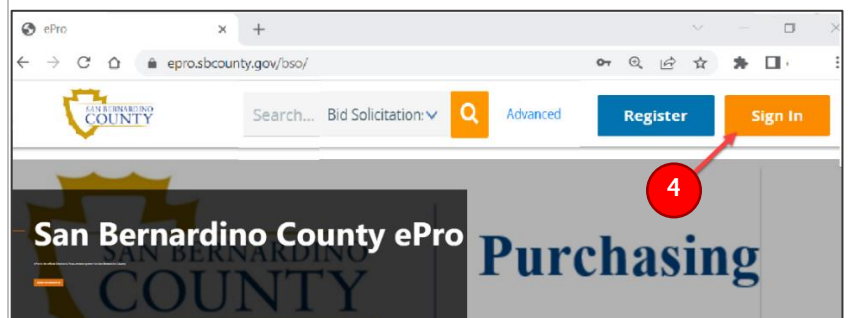 ePro
epro.sbcounty.gov/bso/
SAN BERNARDINO
COUNTY
Search... Bid Solicitation: Advanced Register Sign In
4
San Bernardino County ePro
SAN BERNARDINO
COUNTY
Purchasing